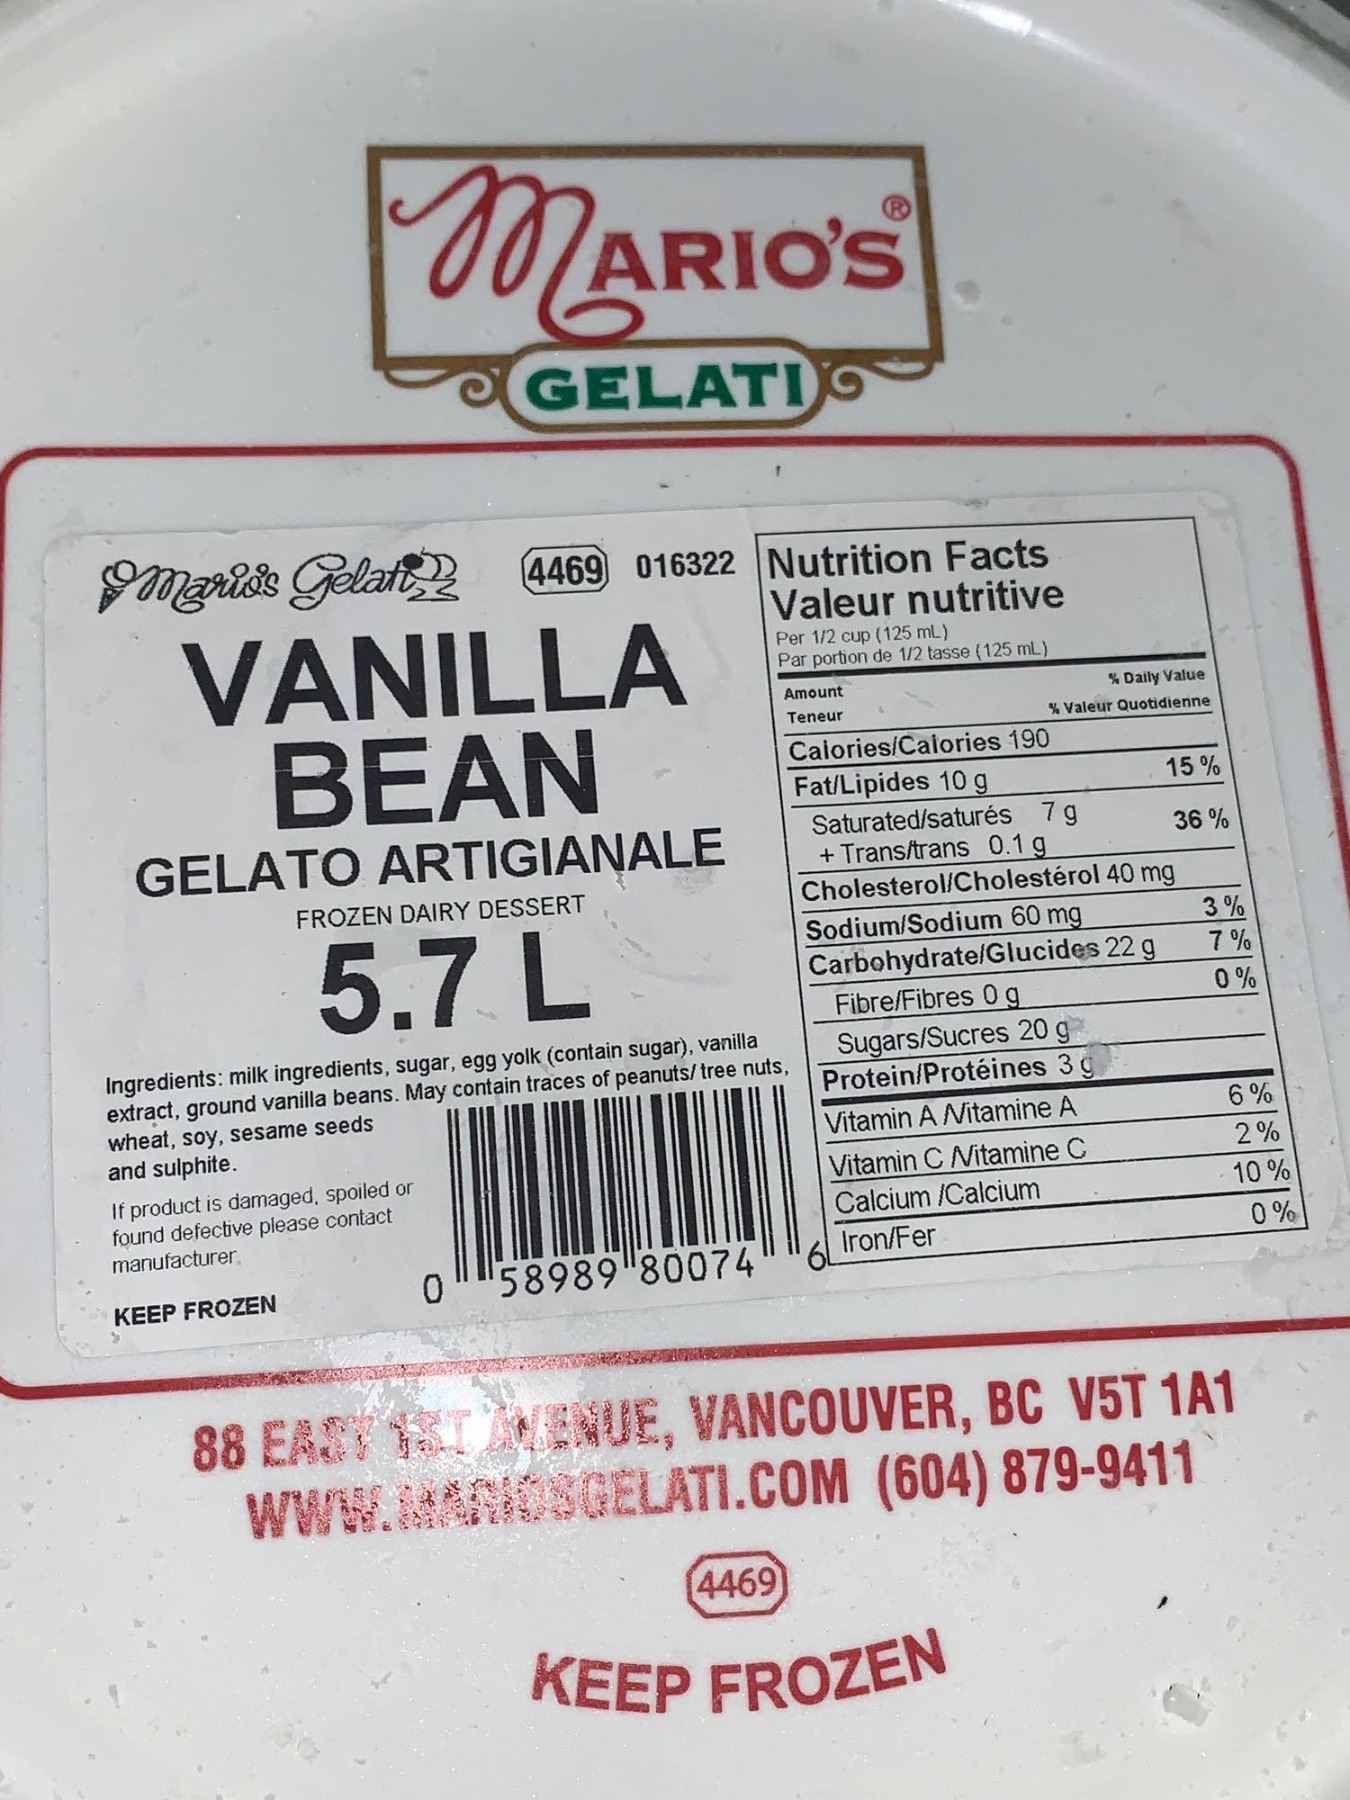 MARIO'S®
GELATI
Mario's Gelati
4469 016322
VANILLA
BEAN
GELATO ARTIGIANALE
FROZEN DAIRY DESSERT
5.7 L
Ingredients: milk ingredients, sugar, egg yolk (contain sugar), vanilla
extract, ground vanilla beans. May contain traces of peanuts/ tree nuts,
wheat, soy, sesame seeds
and sulphite.
If product is damaged, spoiled or
found defective please contact
manufacturer.
KEEP FROZEN
0 58989 80074 6
Nutrition Facts
Valeur nutritive
Per 1/2 cup (125 mL)
Par portion de 1/2 tasse (125 mL)
Amount % Daily Value
Teneur % Valeur Quotidienne
Calories/Calories 190
Fat/Lipides 10 g 15 %
Saturated/saturés 7 g 36 %
+ Trans/trans 0.1 g
Cholesterol/Cholestérol 40 mg
Sodium/Sodium 60 mg 3 %
Carbohydrate/Glucides 22 g 7 %
Fibre/Fibres 0 g 0 %
Sugars/Sucres 20 g
Protein/Protéines 3 g
Vitamin A /Vitamine A 6 %
Vitamin C /Vitamine C 2 %
Calcium /Calcium 10 %
Iron/Fer 0 %
88 EAST 1ST AVENUE, VANCOUVER, BC V5T 1A1
WWW.MARIOSGELATI.COM (604) 879-9411
4469
KEEP FROZEN